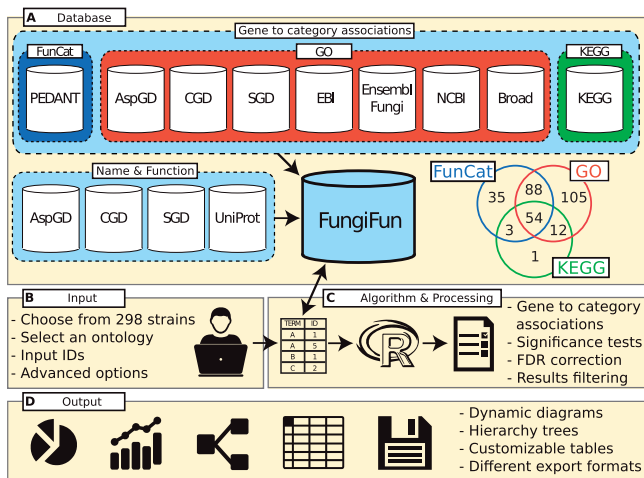 A Database
Gene to category associations
FunCat
GO
KEGG
PEDANT
AspGD
CGD
SGD
EBI
Ensembl
Fungi
NCBI
Broad
KEGG
Name & Function
AspGD
CGD
SGD
UniProt
FungiFun
FunCat
GO
35
88
105
54
3
12
1
KEGG
B Input
- Choose from 298 strains
- Select an ontology
- Input IDs
- Advanced options
C Algorithm & Processing
TERM ID
A 1
A 5
B 1
C 2
R
- Gene to category
associations
- Significance tests
- FDR correction
- Results filtering
D Output
- Dynamic diagrams
- Hierarchy trees
- Customizable tables
- Different export formats